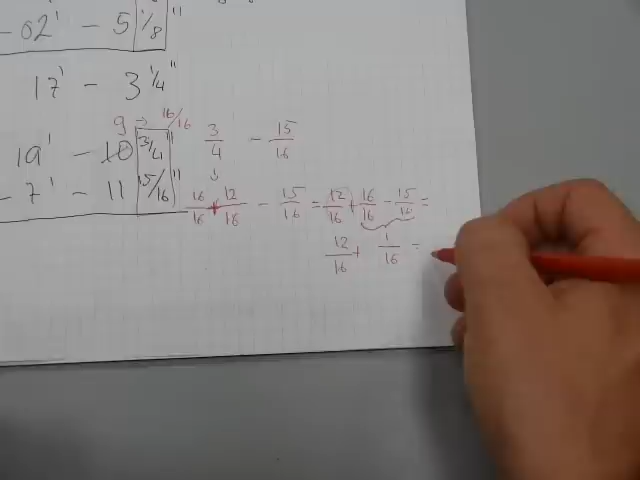 - 02' - 5 1/8"
17' - 3 1/4"
9 → 16/16
19' - 10 3/4" 3/4 - 15/16
- 7' - 11 15/16"
16/16 + 12/16 - 15/16 = 12/16 + 16/16 - 15/16 =
12/16 + 1/16 =